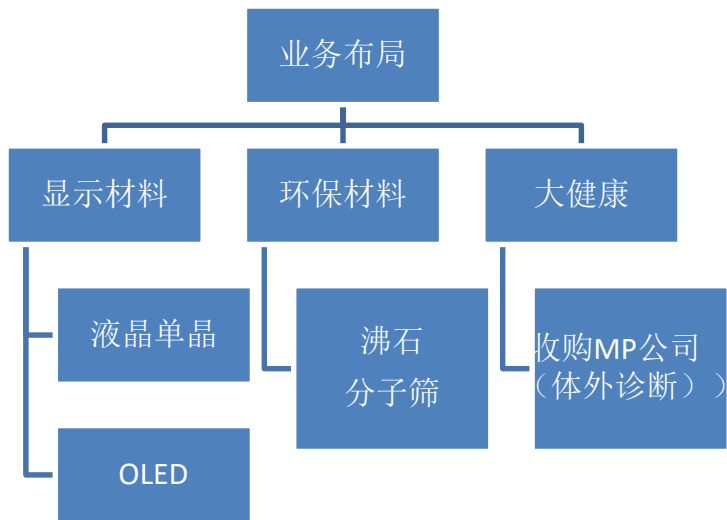 业务布局
显示材料
环保材料
大健康
液晶单晶
OLED
沸石
分子筛
收购MP公司
（体外诊断））